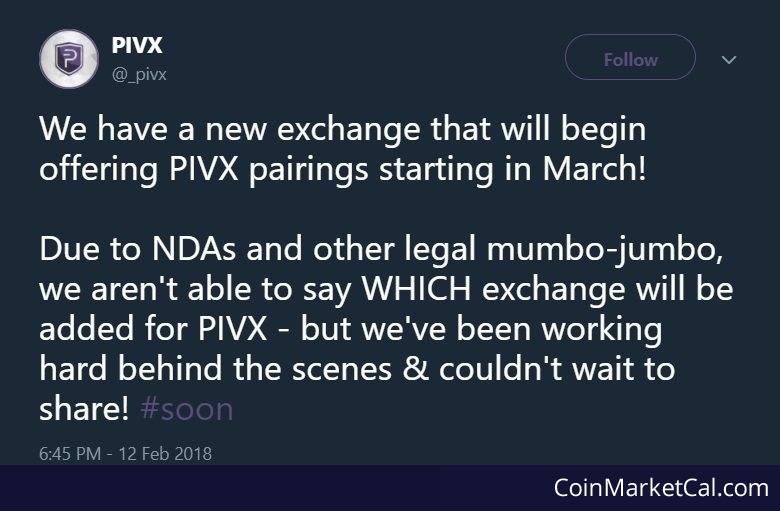 PIVX
@_pivx
Follow
We have a new exchange that will begin
offering PIVX pairings starting in March!
Due to NDAs and other legal mumbo-jumbo,
we aren't able to say WHICH exchange will be
added for PIVX - but we've been working
hard behind the scenes & couldn't wait to
share! #soon
6:45 PM - 12 Feb 2018
CoinMarketCal.com